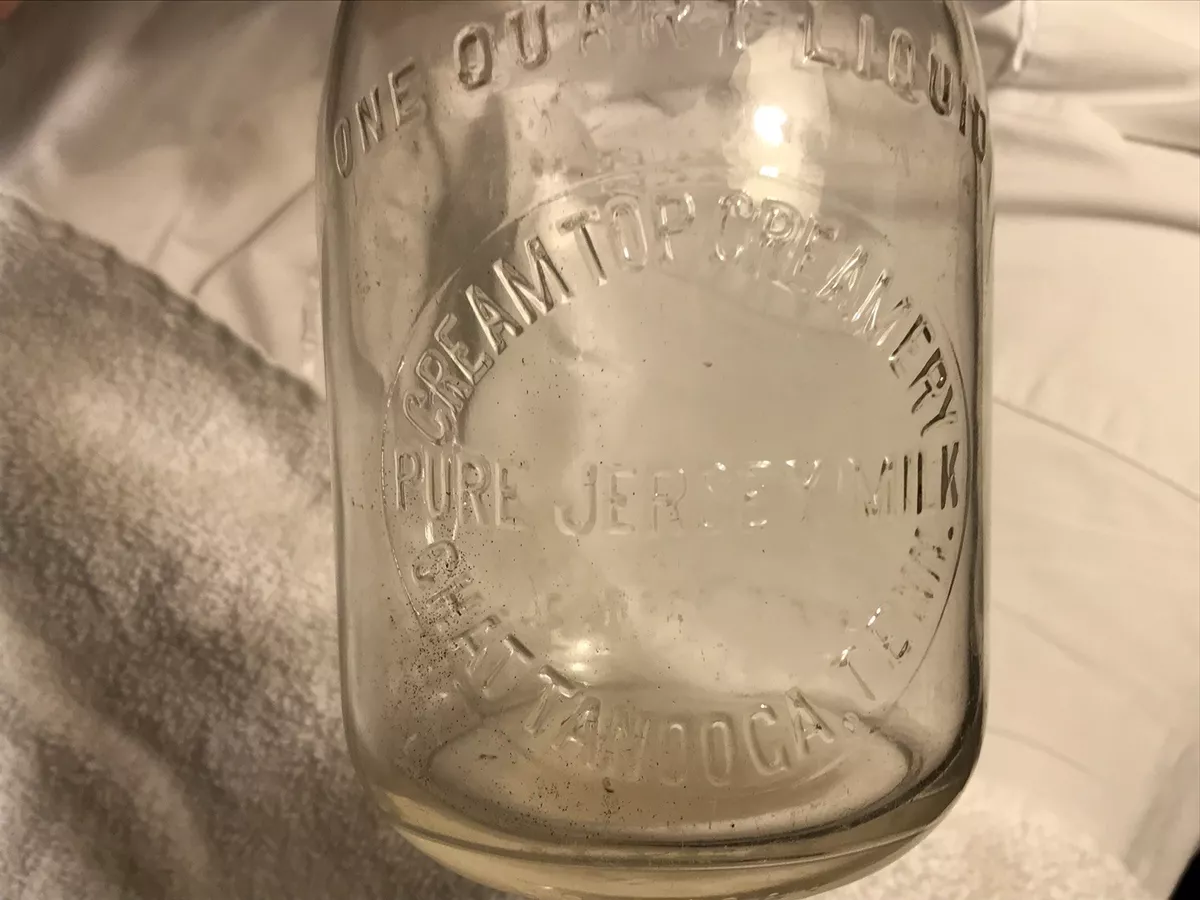 ONE QUART LIQUID
CREAM TOP CREAMERY
PURE JERSEY MILK
CHATTANOOGA. TENN.